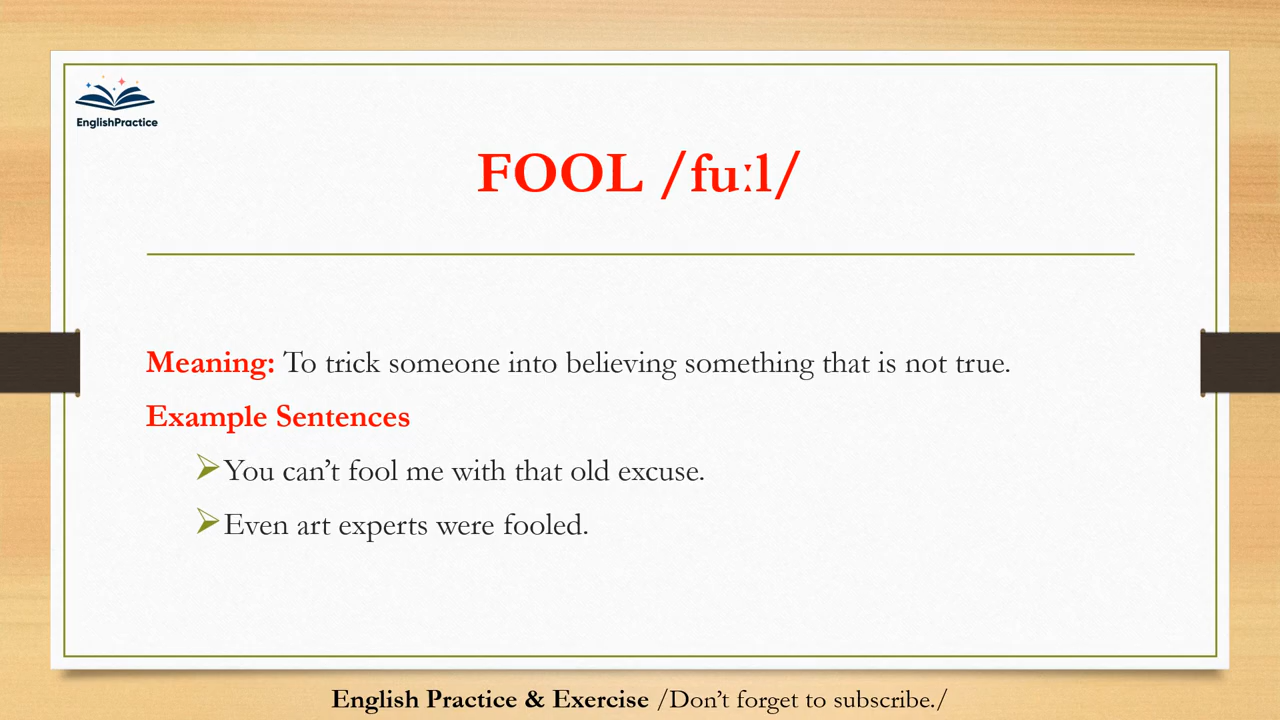 EnglishPractice
FOOL /fuːl/
Meaning: To trick someone into believing something that is not true.
Example Sentences
You can’t fool me with that old excuse.
Even art experts were fooled.
English Practice & Exercise /Don’t forget to subscribe./